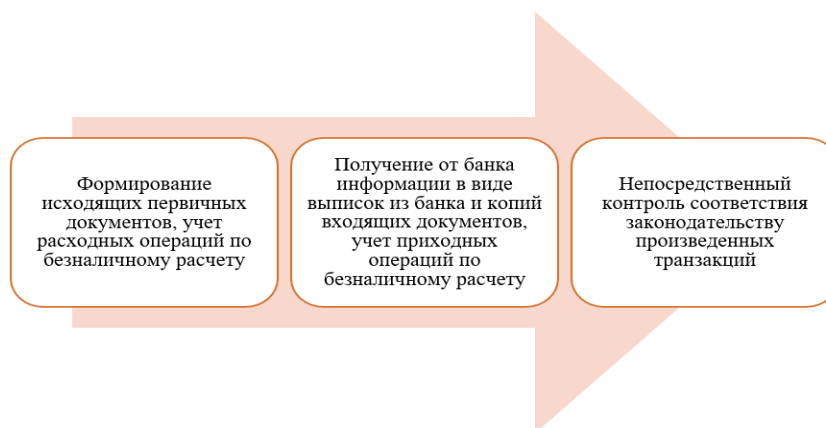 Формирование
исходящих первичных
документов, учет
расходных операций по
безналичному расчету
Получение от банка
информации в виде
выписок из банка и копий
входящих документов,
учет приходных
операций по
безналичному расчету
Непосредственный
контроль соответствия
законодательству
произведенных
транзакций